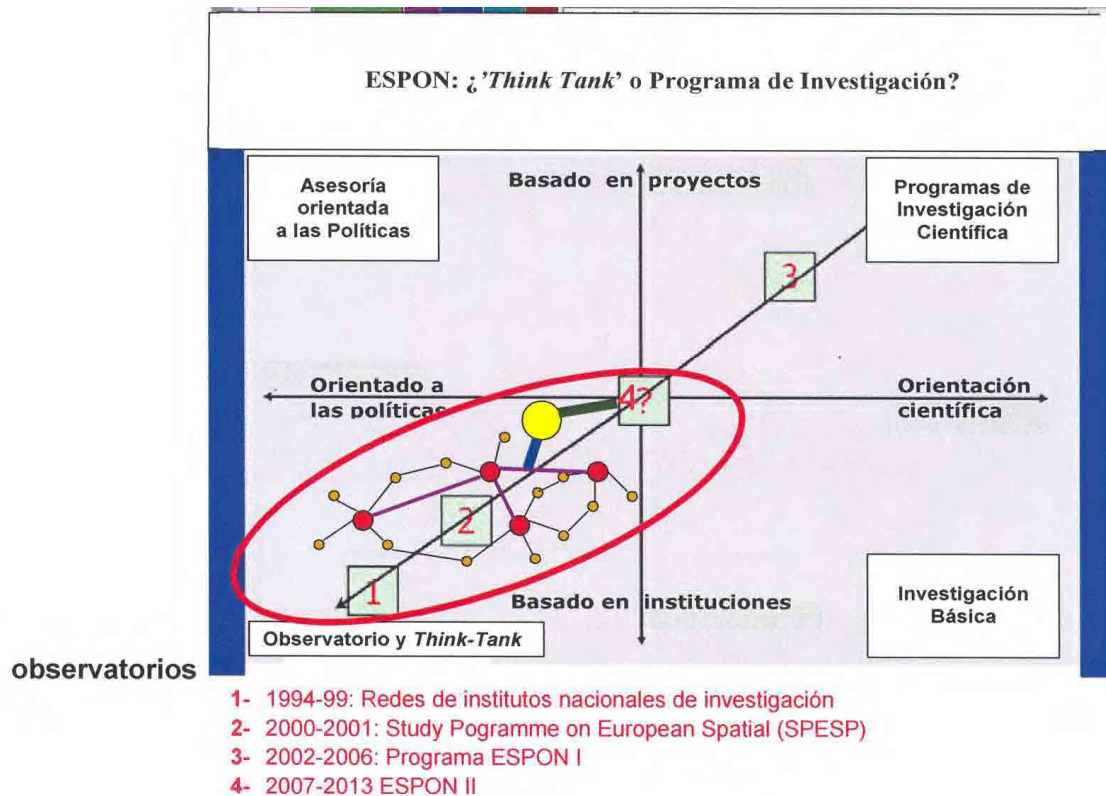 ESPON: ¿'Think Tank' o Programa de Investigación?
Asesoría
orientada
a las Políticas
Basado en proyectos
Programas de
Investigación
Científica
3
Orientado a
las políticas
4?
Orientación
científica
2
1
Basado en instituciones
Investigación
Básica
Observatorio y Think-Tank
observatorios
1- 1994-99: Redes de institutos nacionales de investigación
2- 2000-2001: Study Pogramme on European Spatial (SPESP)
3- 2002-2006: Programa ESPON I
4- 2007-2013 ESPON II